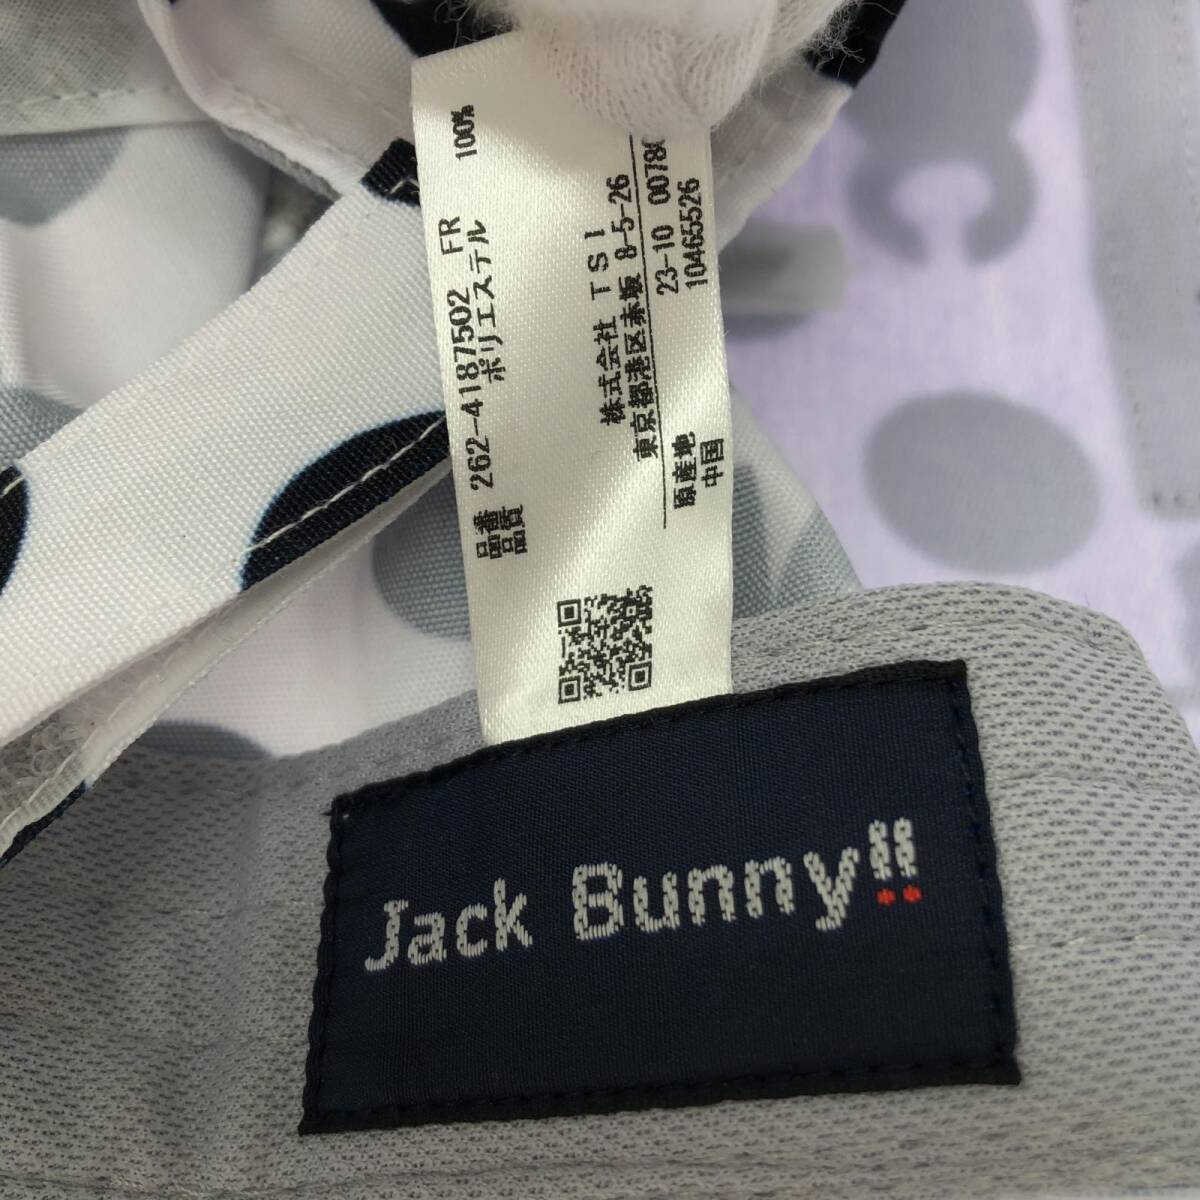 品番 262-4187502 FR
品質 ポリエステル 100%
株式会社 TSI
東京都港区赤坂 8-5-26
23-10
10465526
原産地
中国
Jack Bunny!!